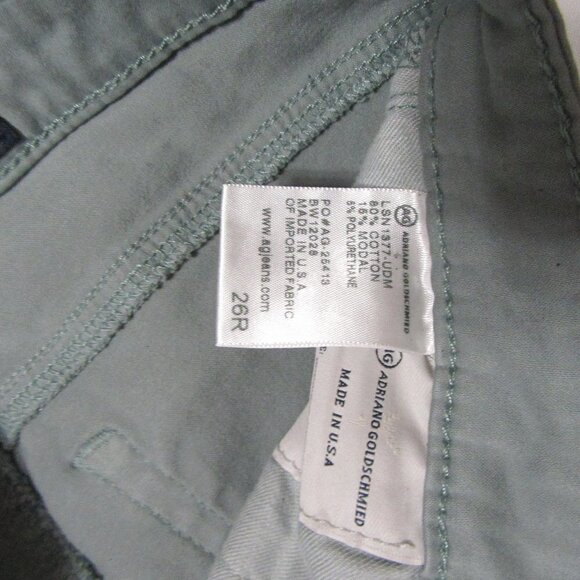 AG ADRIANO GOLDSCHMIED
LSN1377-UDM
80% COTTON
15% MODAL
5% POLYURETHANE
PO#AG-25413
BW12028
MADE IN U.S.A
OF IMPORTED FABRIC
www.agjeans.com
26R
AG ADRIANO GOLDSCHMIED
MADE IN U.S.A